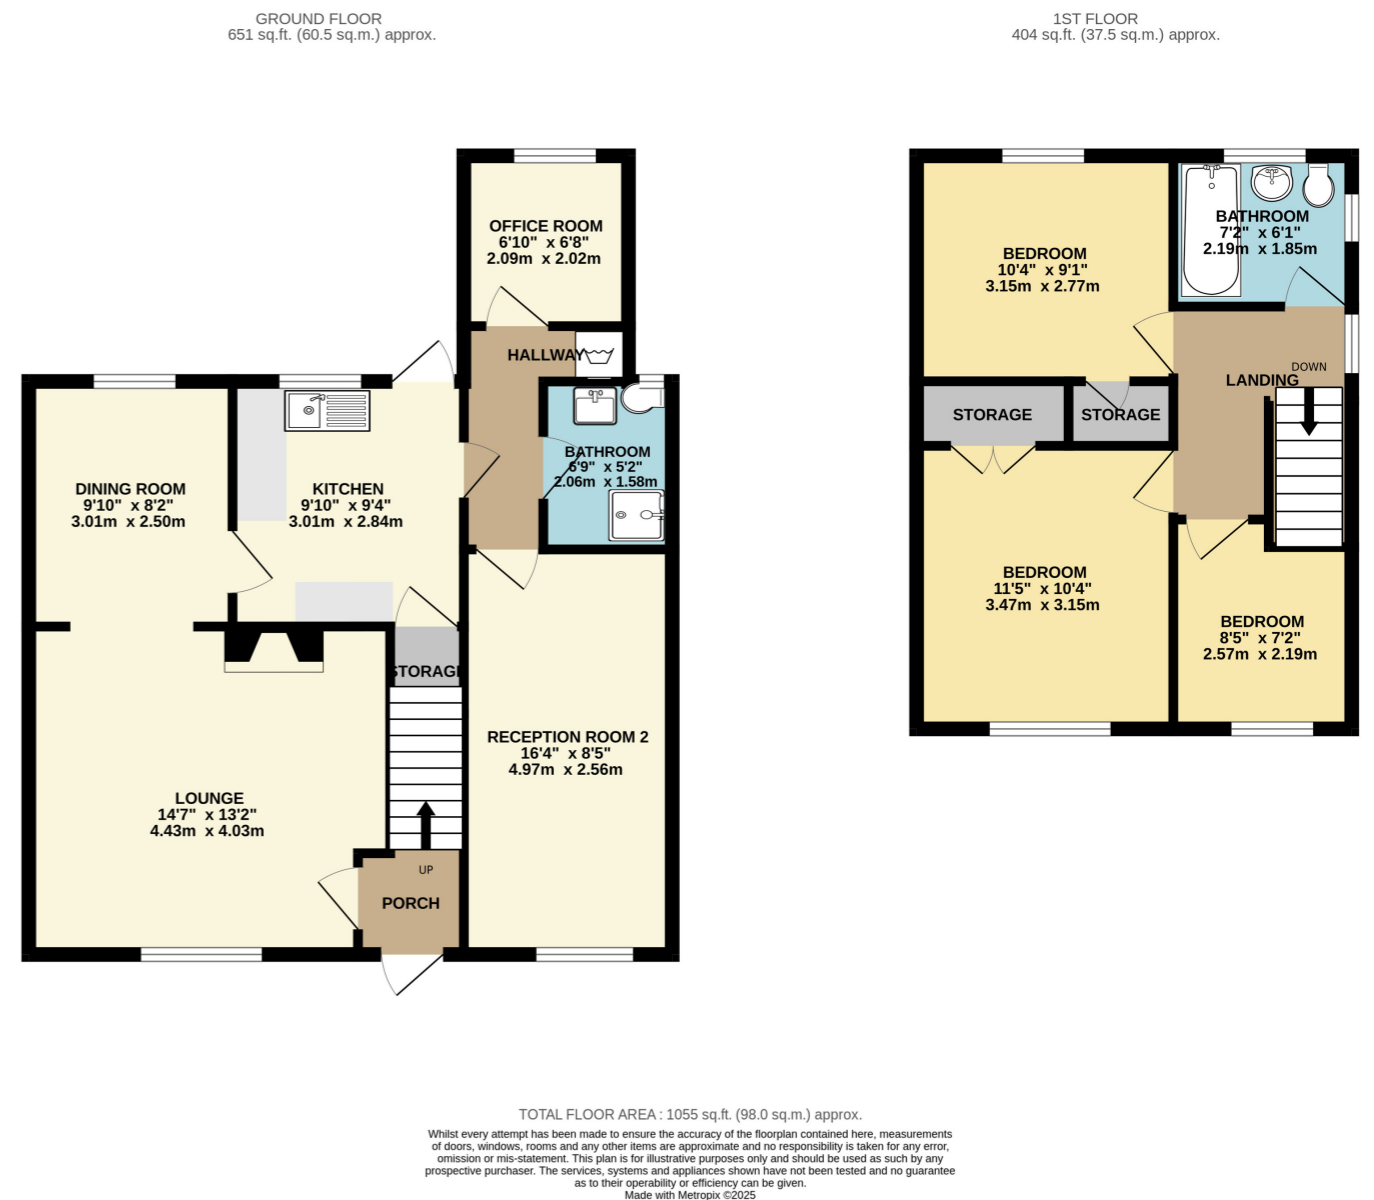 GROUND FLOOR
651 sq.ft. (60.5 sq.m.) approx.
OFFICE ROOM
6'10" x 6'8"
2.09m x 2.02m
HALLWAY
BATHROOM
6'9" x 5'2"
2.06m x 1.58m
DINING ROOM
9'10" x 8'2"
3.01m x 2.50m
KITCHEN
9'10" x 9'4"
3.01m x 2.84m
STORAGE
RECEPTION ROOM 2
16'4" x 8'5"
4.97m x 2.56m
LOUNGE
14'7" x 13'2"
4.43m x 4.03m
UP
PORCH
1ST FLOOR
404 sq.ft. (37.5 sq.m.) approx.
BEDROOM
10'4" x 9'1"
3.15m x 2.77m
BATHROOM
7'2" x 6'1"
2.19m x 1.85m
DOWN
LANDING
STORAGE
STORAGE
BEDROOM
11'5" x 10'4"
3.47m x 3.15m
BEDROOM
8'5" x 7'2"
2.57m x 2.19m
TOTAL FLOOR AREA : 1055 sq.ft. (98.0 sq.m.) approx.
Whilst every attempt has been made to ensure the accuracy of the floorplan contained here, measurements
of doors, windows, rooms and any other items are approximate and no responsibility is taken for any error,
omission or mis-statement. This plan is for illustrative purposes only and should be used as such by any
prospective purchaser. The services, systems and appliances shown have not been tested and no guarantee
as to their operability or efficiency can be given.
Made with Metropix ©2025